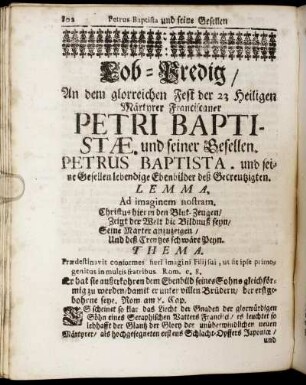 102 Petrus Baptista und seine Gesellen
Lob-Predig/
An dem glorreichen Fest der 23 Heiligen
Märtyrer Franciscaner
PETRI BAPTI-
STÆ. und seiner Gesellen.
PETRUS BAPTISTA. und sei-
ne Gesellen lebendige Ebenbilder deß Gecreutzigten.
LEMMA.
Ad imaginem nostram.
Christus hier in den Blut-Zeugen/
Zeigt der Welt die Bildnuß seyn/
Seine Marter anzuzeigen/
Und deß Creutzes schwäre Peyn.
THEMA.
Prædestinavit conformes fieri imagini Filij sui, ut sit ipse primo-
genitus in multis fratribus. Rom. c. 8.
Er hat sie außerkohren dem Ebenbild seines Sohns gleichför-
mig zu werden/damit er unter villen Brüdern/ der erstge-
bohrne seye. Rom am 8. Cap.
Scheinet so klar das Liecht der Gnaden der glorwürdigen
Söhn eines Seraphischen Vatters Francisci/ es leuchtet so
lebhafft der Glantz der Glory der unüberwindlichen neuen
Märtyrer/ als hochgesegneten ersten Schlacht-Opffers Japoniæ/
und